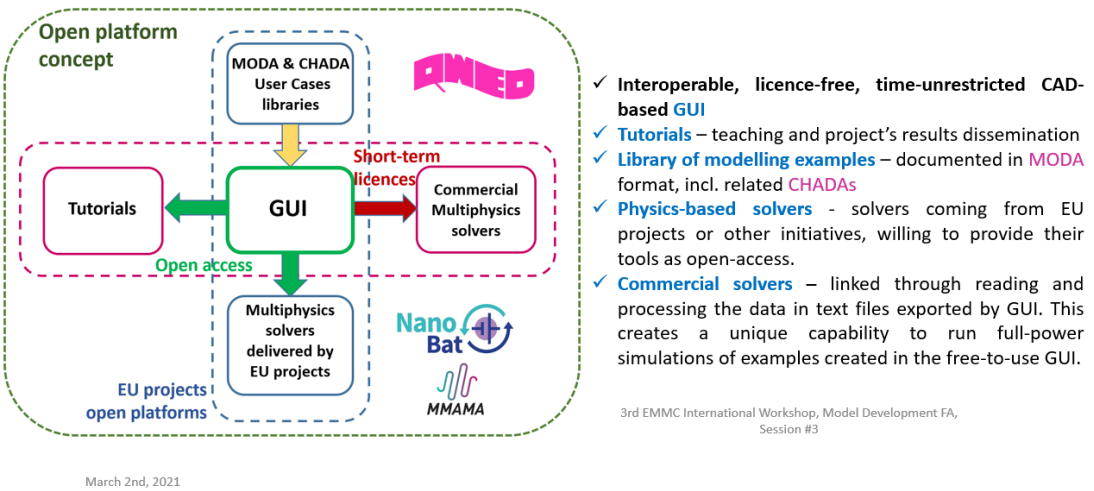 Open platform
concept
MODA & CHADA
User Cases
libraries
QWED
Short-term
licences
Tutorials
GUI
Commercial
Multiphysics
solvers
Open access
Multiphysics
solvers
delivered by
EU projects
Nano
Bat
MMAMA
EU projects
open platforms
✓ Interoperable, licence-free, time-unrestricted CAD-
based GUI
✓ Tutorials – teaching and project's results dissemination
✓ Library of modelling examples – documented in MODA
format, incl. related CHADAs
✓ Physics-based solvers - solvers coming from EU
projects or other initiatives, willing to provide their
tools as open-access.
✓ Commercial solvers – linked through reading and
processing the data in text files exported by GUI. This
creates a unique capability to run full-power
simulations of examples created in the free-to-use GUI.
3rd EMMC International Workshop, Model Development FA,
Session #3
March 2nd, 2021